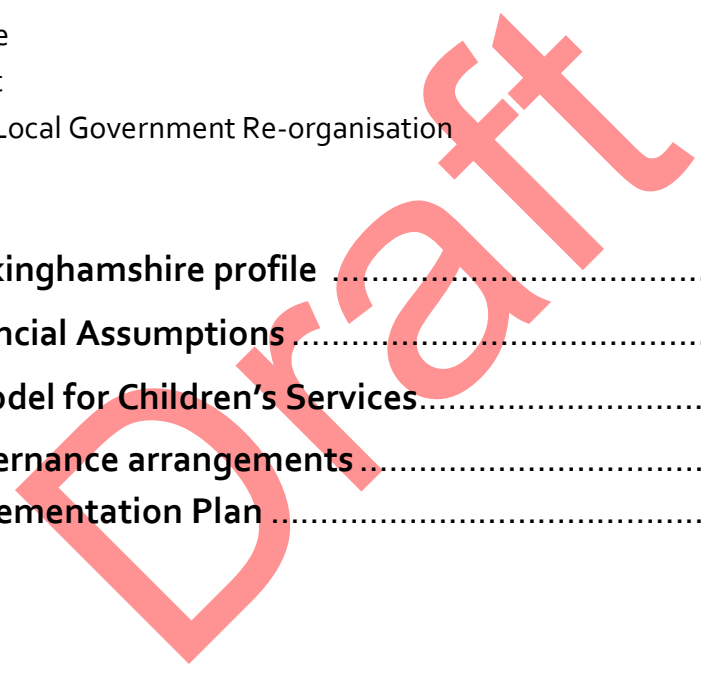 e
t
Local Government Re-organisation
kinghamshire profile ........................................
ncial Assumptions ........................................
odel for Children's Services........................................
ernance arrangements ........................................
ementation Plan ........................................
Draft